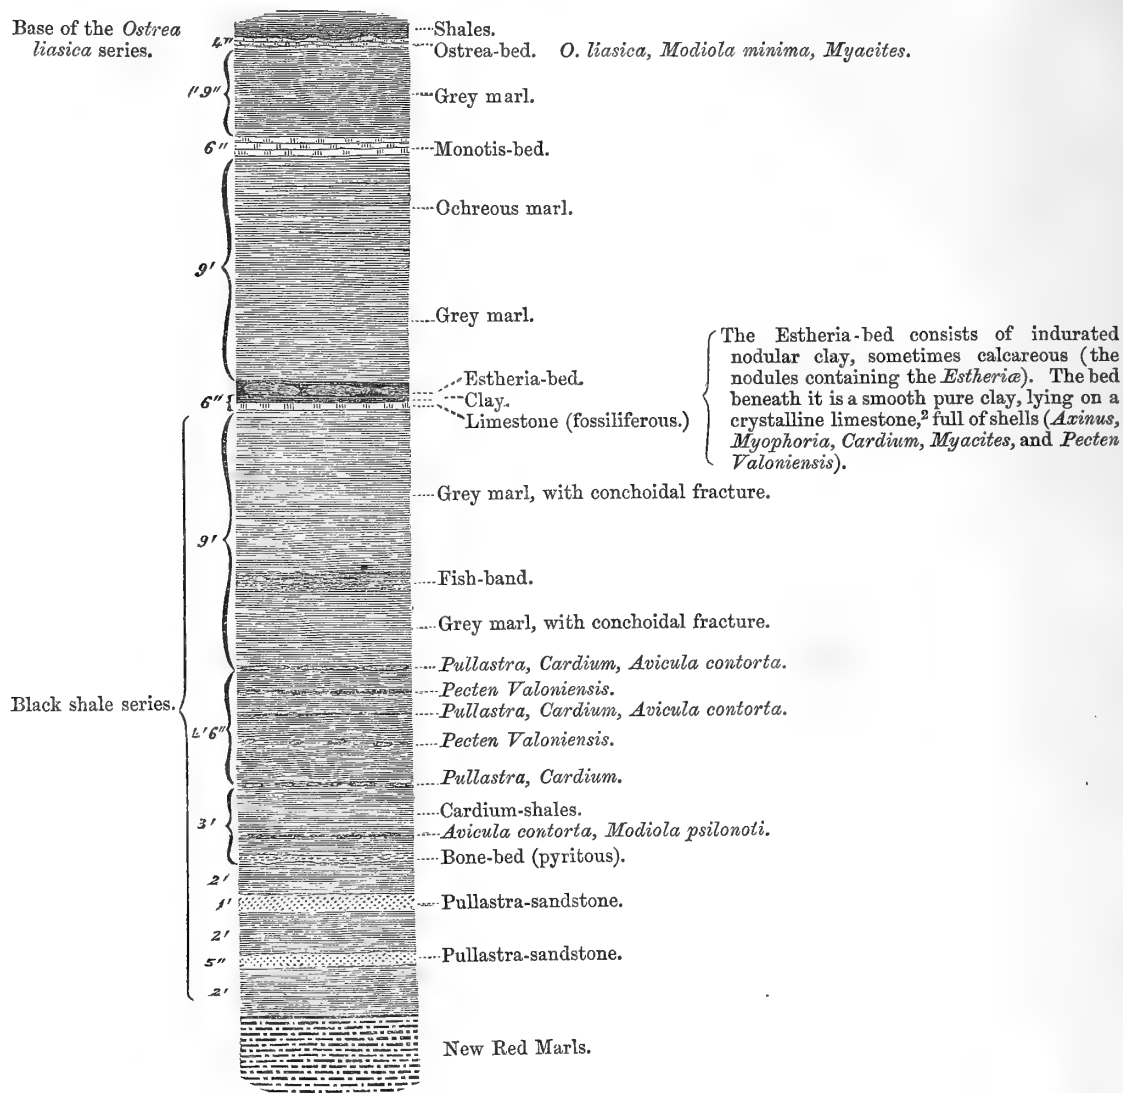 Base of the Ostrea
liasica series.
Shales.
4"
Ostrea-bed. O. liasica, Modiola minima, Myacites.
1' 9"
Grey marl.
6"
Monotis-bed.
Ochreous marl.
9'
Grey marl.
Estheria-bed.
Clay.
6"
Limestone (fossiliferous.)
The Estheria-bed consists of indurated
nodular clay, sometimes calcareous (the
nodules containing the Estheriæ). The bed
beneath it is a smooth pure clay, lying on a
crystalline limestone,² full of shells (Axinus,
Myophoria, Cardium, Myacites, and Pecten
Valoniensis).
Grey marl, with conchoidal fracture.
9'
Fish-band.
Grey marl, with conchoidal fracture.
Pullastra, Cardium, Avicula contorta.
Pecten Valoniensis.
Black shale series.
Pullastra, Cardium, Avicula contorta.
4' 6"
Pecten Valoniensis.
Pullastra, Cardium.
Cardium-shales.
3'
Avicula contorta, Modiola psilonoti.
Bone-bed (pyritous).
2'
1'
Pullastra-sandstone.
2'
5"
Pullastra-sandstone.
2'
New Red Marls.